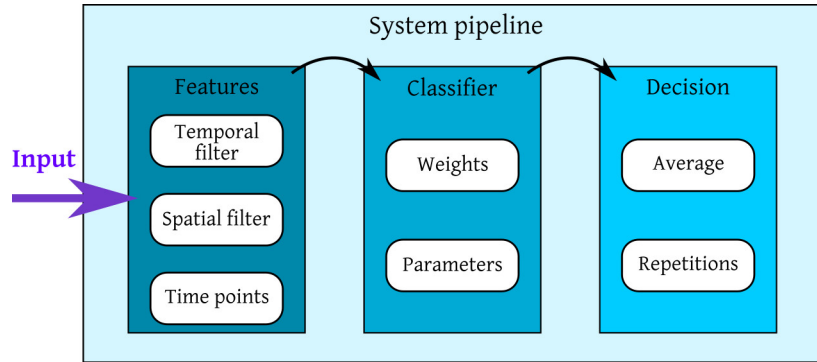 System pipeline
Input
Features
Temporal
filter
Spatial filter
Time points
Classifier
Weights
Parameters
Decision
Average
Repetitions